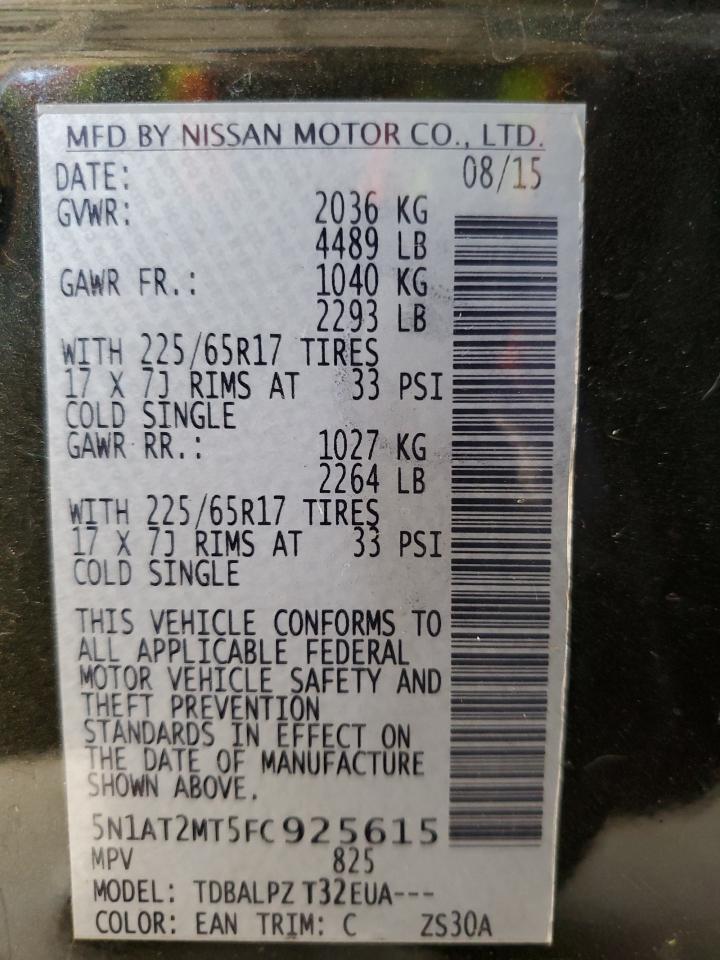 MFD BY NISSAN MOTOR CO., LTD.
DATE: 08/15
GVWR: 2036 KG
4489 LB
GAWR FR.: 1040 KG
2293 LB
WITH 225/65R17 TIRES
17 X 7J RIMS AT 33 PSI
COLD SINGLE
GAWR RR.: 1027 KG
2264 LB
WITH 225/65R17 TIRES
17 X 7J RIMS AT 33 PSI
COLD SINGLE
THIS VEHICLE CONFORMS TO
ALL APPLICABLE FEDERAL
MOTOR VEHICLE SAFETY AND
THEFT PREVENTION
STANDARDS IN EFFECT ON
THE DATE OF MANUFACTURE
SHOWN ABOVE.
5N1AT2MT5FC925615
MPV 825
MODEL: TDBALPZ T32EUA---
COLOR: EAN TRIM: C ZS30A